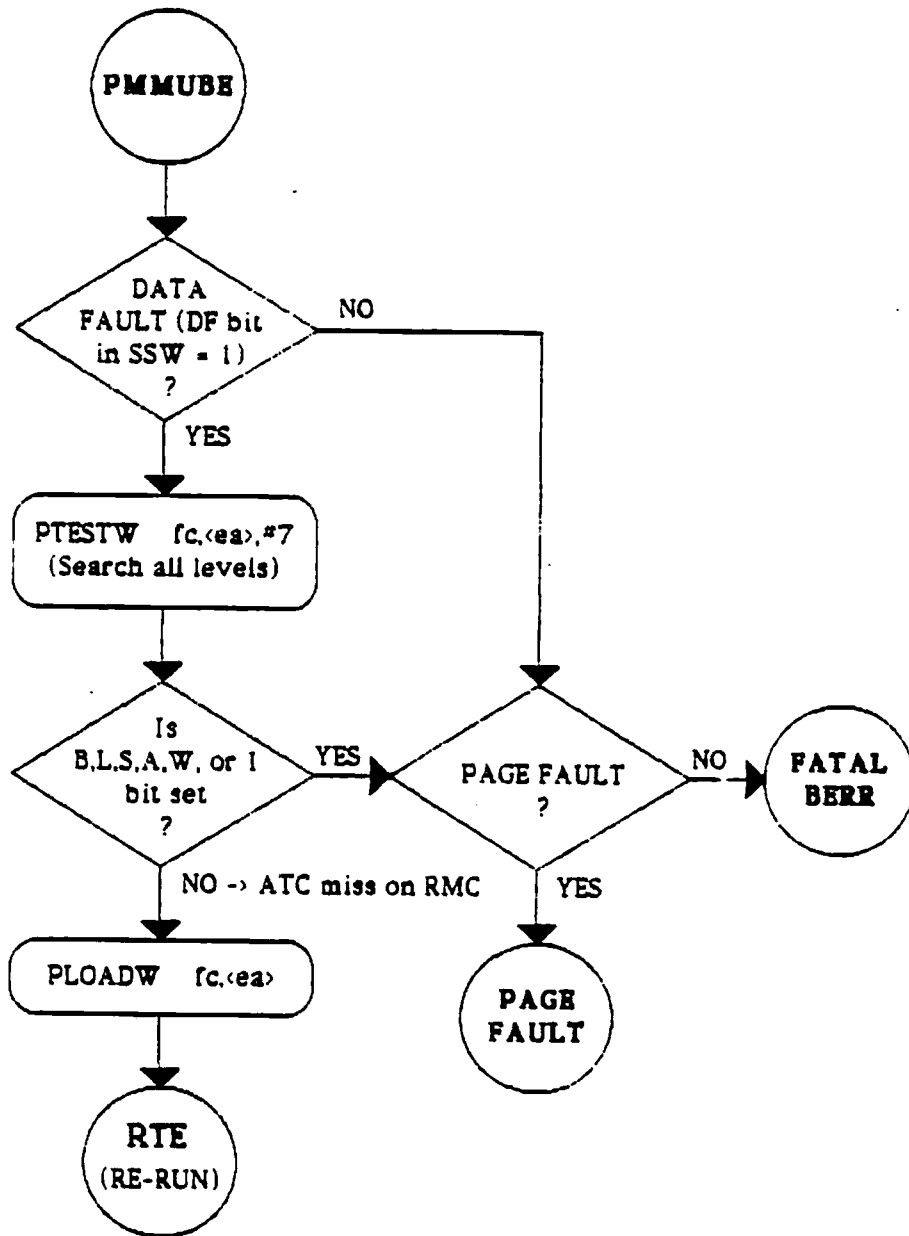 PMMUBE
DATA
FAULT (DF bit
in SSW = 1)
?
NO
YES
PTESTW fc,<ea>,#7
(Search all levels)
Is
B,L,S,A,W, or I
bit set
?
YES
PAGE FAULT
?
NO
FATAL
BERR
NO -> ATC miss on RMC
YES
PLOADW fc,<ea>
PAGE
FAULT
RTE
(RE-RUN)